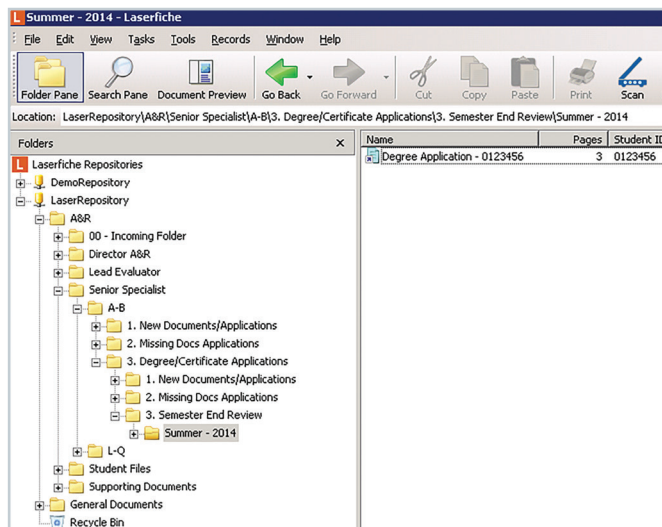 L Summer - 2014 - Laserfiche
File Edit View Tasks Tools Records Window Help
Folder Pane Search Pane Document Preview Go Back Go Forward Cut Copy Paste Print Scan
Location: LaserRepository\A&R\Senior Specialist\A-B\3. Degree/Certificate Applications\3. Semester End Review\Summer - 2014
Folders x Name Pages Student ID
Degree Application - 0123456 3 0123456
L Laserfiche Repositories
DemoRepository
LaserRepository
A&R
00 - Incoming Folder
Director A&R
Lead Evaluator
Senior Specialist
A-B
1. New Documents/Applications
2. Missing Docs Applications
3. Degree/Certificate Applications
1. New Documents/Applications
2. Missing Docs Applications
3. Semester End Review
Summer - 2014
L-Q
Student Files
Supporting Documents
General Documents
Recycle Bin